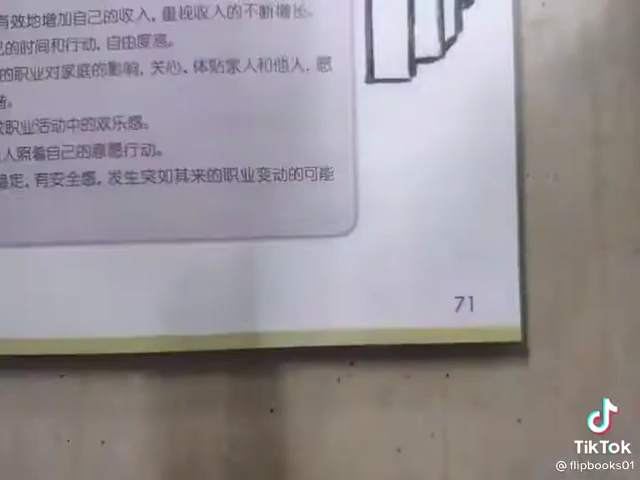 有效地增加自己的收入,重视收入的不断增长。
的时间和行动,自由度高。
的职业对家庭的影响,关心、体贴家人和他人,愿
职业活动中的欢乐感。
人照着自己的意愿行动。
稳定,有安全感,发生突如其来的职业变动的可能
71
TikTok
@flipbooks01